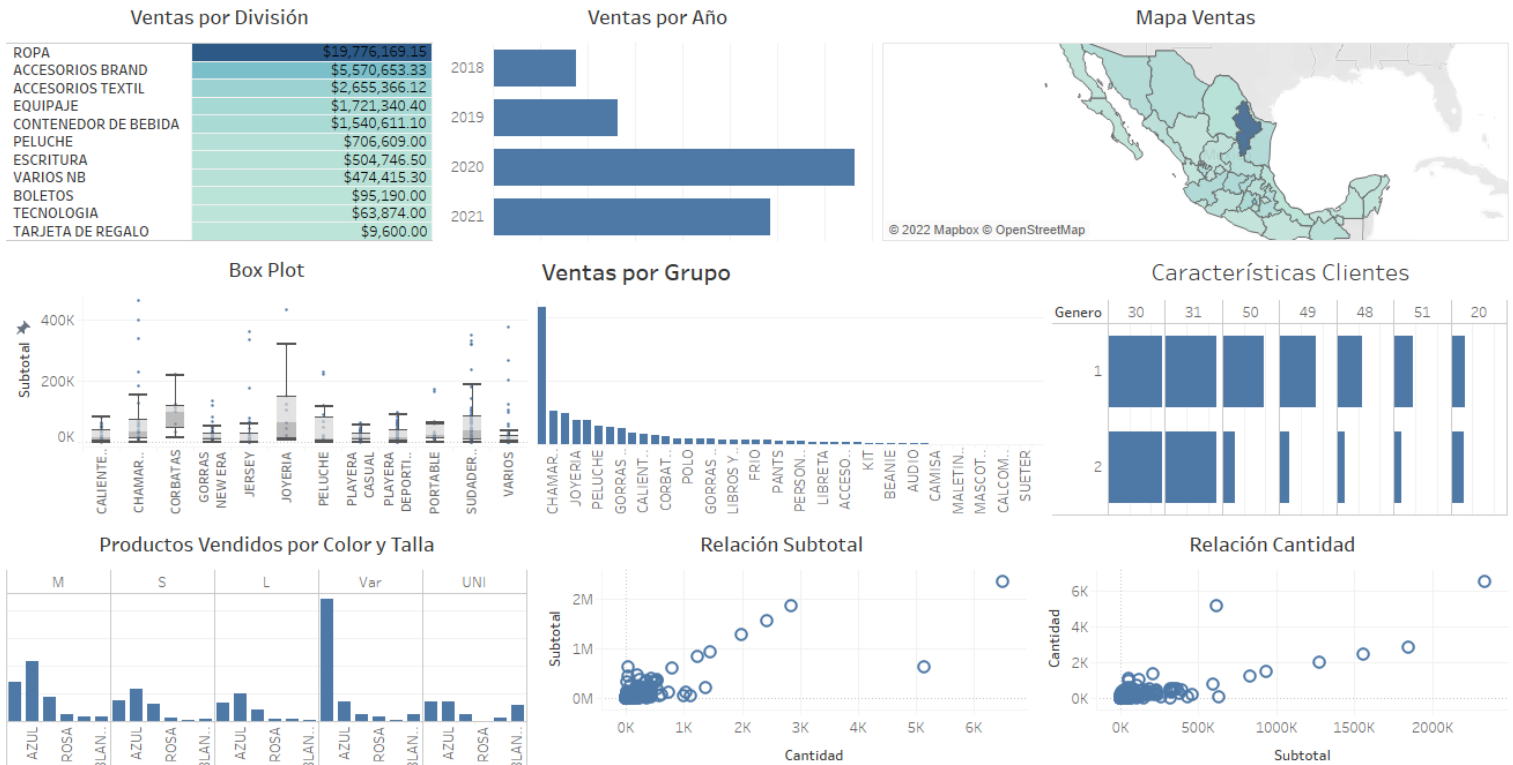 Ventas por División
ROPA $19,776,169.15
ACCESORIOS BRAND $5,570,653.33
ACCESORIOS TEXTIL $2,655,366.12
EQUIPAJE $1,721,340.40
CONTENEDOR DE BEBIDA $1,540,611.10
PELUCHE $706,609.00
ESCRITURA $504,746.50
VARIOS NB $474,415.30
BOLETOS $95,190.00
TECNOLOGIA $63,874.00
TARJETA DE REGALO $9,600.00
Ventas por Año
2018
2019
2020
2021
Mapa Ventas
© 2022 Mapbox © OpenStreetMap
Box Plot
Subtotal
400K
200K
0K
CALIENTE..
CHAMAR..
CORBATAS
GORRAS
NEW ERA
JERSEY
JOYERIA
PELUCHE
PLAYERA
CASUAL
PLAYERA
DEPORTI..
PORTABLE
SUDADER..
VARIOS
Ventas por Grupo
CHAMAR..
JOYERIA
PELUCHE
GORRAS ..
CALIENT..
CORBAT..
POLO
GORRAS ..
LIBROS Y ..
FRIO
PANTS
PERSON..
LIBRETA
ACCESO..
KIT
BEANIE
AUDIO
CAMISA
MALETIN..
MASCOT..
CALCOM..
SUETER
Característícas Clientes
Genero 30 31 50 49 48 51 20
1
2
Productos Vendidos por Color y Talla
M S L Var UNI
AZUL
ROSA
BLAN..
AZUL
ROSA
BLAN..
AZUL
ROSA
BLAN..
AZUL
ROSA
BLAN..
AZUL
ROSA
BLAN..
Relación Subtotal
Subtotal
2M
1M
0M
0K 1K 2K 3K 4K 5K 6K
Cantidad
Relación Cantidad
Cantidad
6K
4K
2K
0K
0K 500K 1000K 1500K 2000K
Subtotal